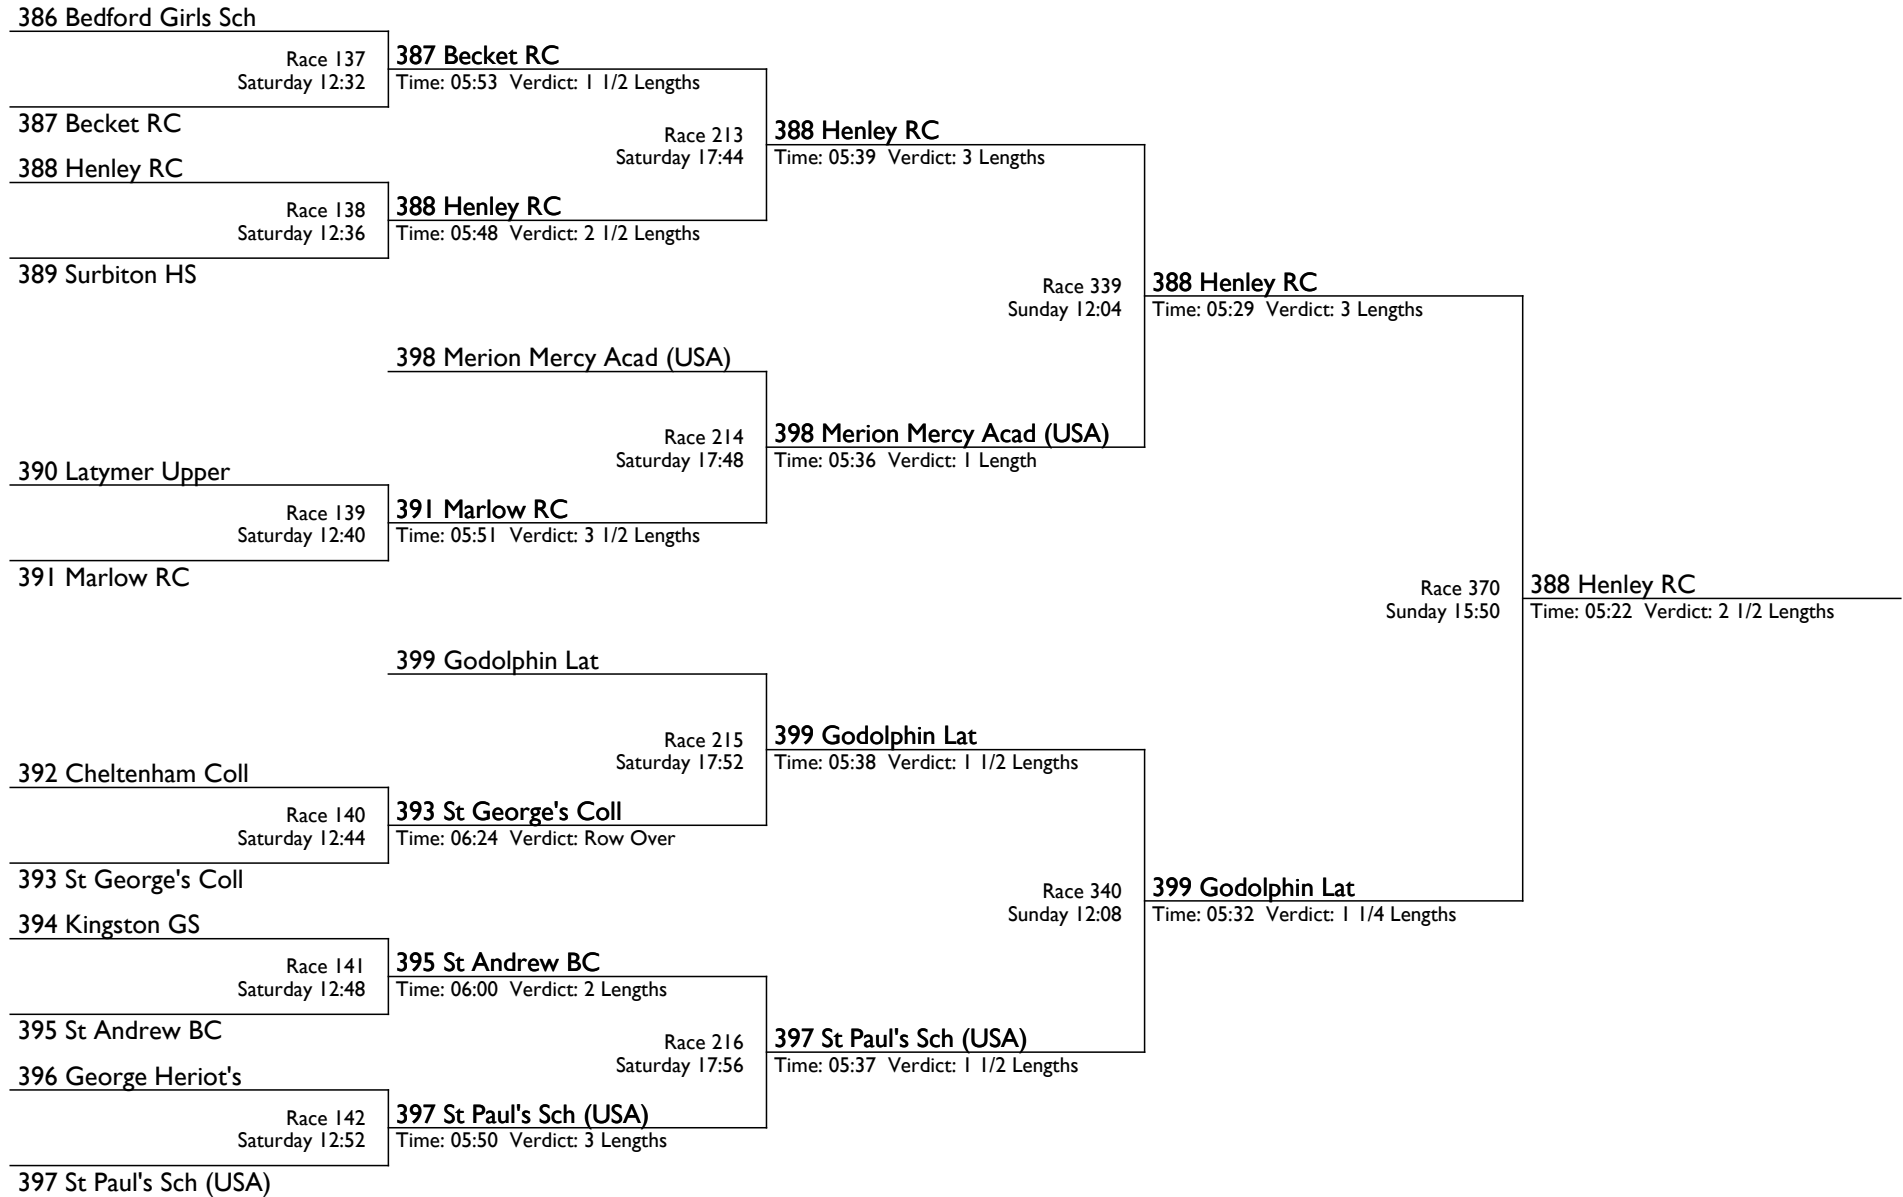 386 Bedford Girls Sch
Race 137
Saturday 12:32
387 Becket RC
Time: 05:53 Verdict: 1 1/2 Lengths
387 Becket RC
Race 213
Saturday 17:44
388 Henley RC
Time: 05:39 Verdict: 3 Lengths
388 Henley RC
Race 138
Saturday 12:36
388 Henley RC
Time: 05:48 Verdict: 2 1/2 Lengths
389 Surbiton HS
Race 339
Sunday 12:04
388 Henley RC
Time: 05:29 Verdict: 3 Lengths
398 Merion Mercy Acad (USA)
Race 214
Saturday 17:48
398 Merion Mercy Acad (USA)
Time: 05:36 Verdict: 1 Length
390 Latymer Upper
Race 139
Saturday 12:40
391 Marlow RC
Time: 05:51 Verdict: 3 1/2 Lengths
391 Marlow RC
Race 370
Sunday 15:50
388 Henley RC
Time: 05:22 Verdict: 2 1/2 Lengths
399 Godolphin Lat
Race 215
Saturday 17:52
399 Godolphin Lat
Time: 05:38 Verdict: 1 1/2 Lengths
392 Cheltenham Coll
Race 140
Saturday 12:44
393 St George's Coll
Time: 06:24 Verdict: Row Over
393 St George's Coll
Race 340
Sunday 12:08
399 Godolphin Lat
Time: 05:32 Verdict: 1 1/4 Lengths
394 Kingston GS
Race 141
Saturday 12:48
395 St Andrew BC
Time: 06:00 Verdict: 2 Lengths
395 St Andrew BC
Race 216
Saturday 17:56
397 St Paul's Sch (USA)
Time: 05:37 Verdict: 1 1/2 Lengths
396 George Heriot's
Race 142
Saturday 12:52
397 St Paul's Sch (USA)
Time: 05:50 Verdict: 3 Lengths
397 St Paul's Sch (USA)